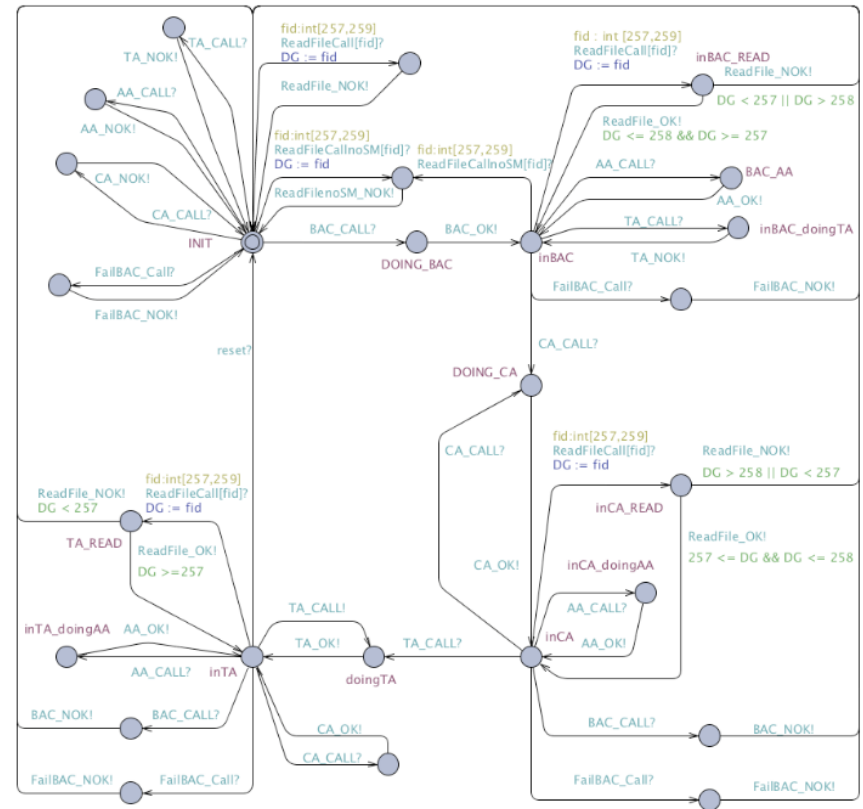 TA_CALL?
TA_NOK!
AA_CALL?
AA_NOK!
CA_NOK!
CA_CALL?
INIT
FailBAC_Call?
FailBAC_NOK!
fid:int[257,259]
ReadFileCall[fid]?
DG := fid
ReadFile_NOK!
fid:int[257,259]
ReadFileCallnoSM[fid]?
DG := fid
ReadFilenoSM_NOK!
fid:int[257,259]
ReadFileCallnoSM[fid]?
BAC_CALL?
BAC_OK!
DOING_BAC
inBAC
fid : int [257,259]
ReadFileCall[fid]?
DG := fid
inBAC_READ
ReadFile_NOK!
DG < 257 || DG > 258
ReadFile_OK!
DG <= 258 && DG >= 257
AA_CALL?
BAC_AA
AA_OK!
TA_CALL?
inBAC_doingTA
TA_NOK!
FailBAC_Call?
FailBAC_NOK!
reset?
CA_CALL?
DOING_CA
CA_CALL?
CA_OK!
fid:int[257,259]
ReadFileCall[fid]?
DG := fid
inCA_READ
ReadFile_NOK!
DG > 258 || DG < 257
ReadFile_OK!
257 <= DG && DG <= 258
inCA_doingAA
AA_CALL?
AA_OK!
inCA
BAC_CALL?
BAC_NOK!
FailBAC_Call?
FailBAC_NOK!
ReadFile_NOK!
DG < 257
TA_READ
fid:int[257,259]
ReadFileCall[fid]?
DG := fid
ReadFile_OK!
DG >=257
inTA_doingAA
AA_OK!
AA_CALL?
inTA
TA_CALL!
TA_OK!
doingTA
TA_CALL?
BAC_NOK!
BAC_CALL?
CA_OK!
CA_CALL?
FailBAC_NOK!
FailBAC_Call?